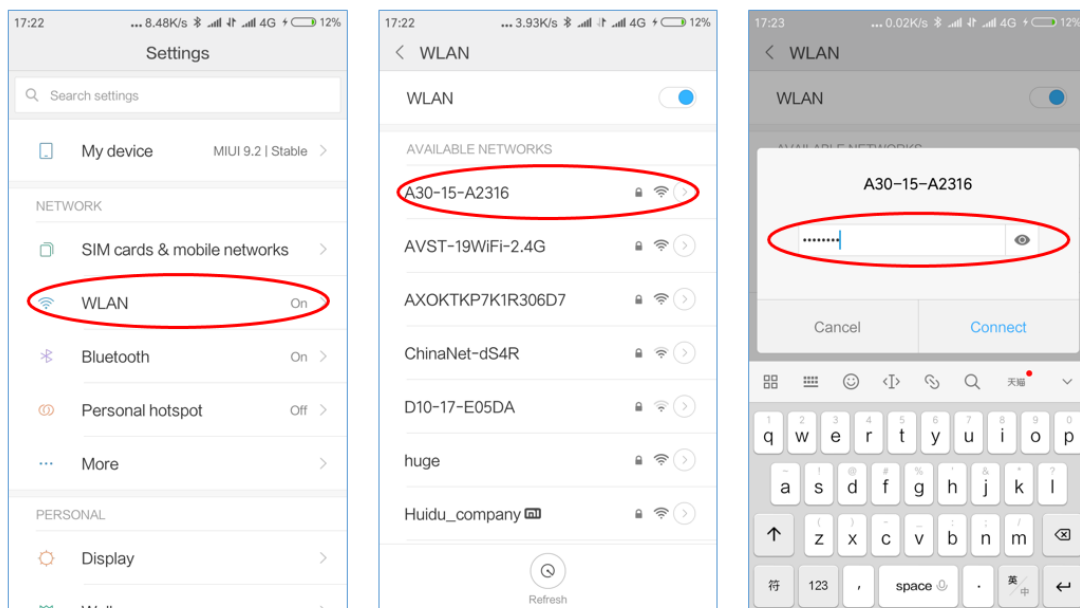 17:22 ... 8.48K/s 4G 12%
Settings
Search settings
My device MIUI 9.2 | Stable
NETWORK
SIM cards & mobile networks
WLAN On
Bluetooth On
Personal hotspot Off
More
PERSONAL
Display
17:22 ... 3.93K/s 4G 12%
WLAN
WLAN
AVAILABLE NETWORKS
A30-15-A2316
AVST-19WiFi-2.4G
AXOKTKP7K1R306D7
ChinaNet-dS4R
D10-17-E05DA
huge
Huidu_company
Refresh
17:23 ... 0.02K/s 4G 12%
WLAN
WLAN
AVAILABLE NETWORKS
A30-15-A2316
••••••••
Cancel Connect
天猫
1 2 3 4 5 6 7 8 9 0
q w e r t y u i o p
~ ! @ # % ' & * ?
a s d f g h j k l
( ) - _ : ; /
z x c v b n m
符 123 , space . 英/中